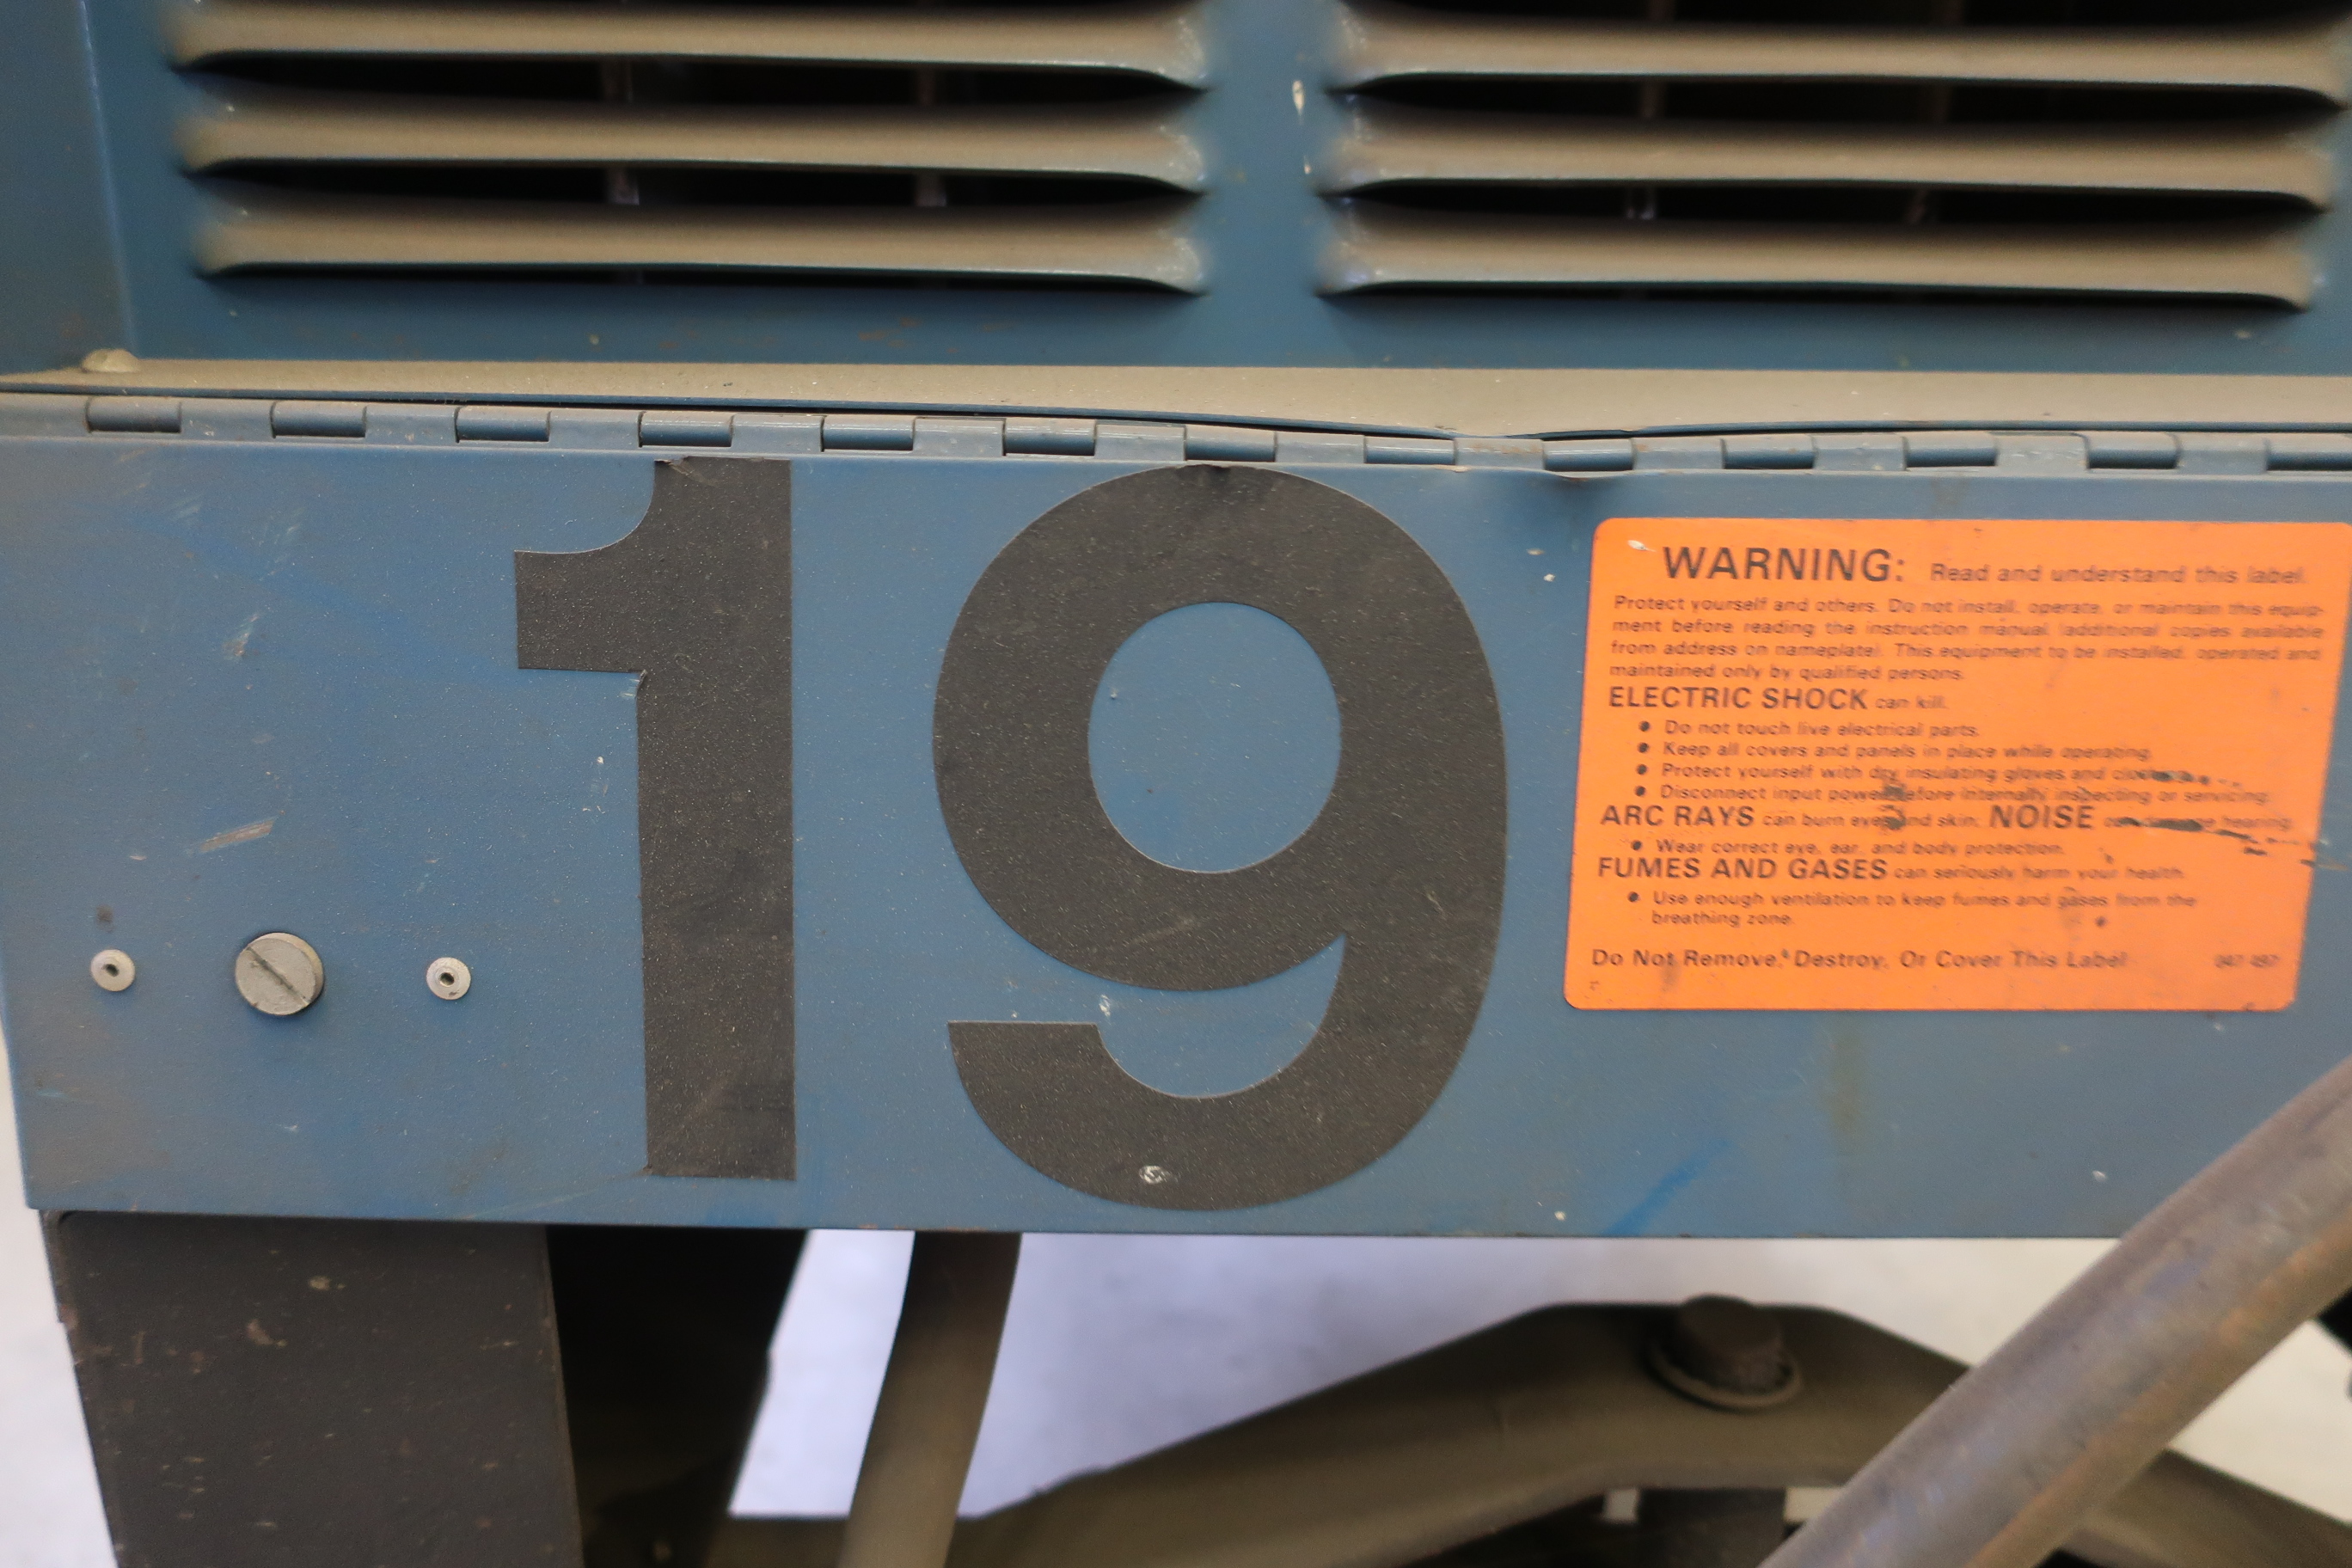 19
WARNING: Read and understand this label.
Protect yourself and others. Do not install, operate, or maintain this equip-
ment before reading the instruction manual (additional copies available
from address on nameplate). This equipment to be installed, operated and
maintained only by qualified persons.
ELECTRIC SHOCK can kill.
• Do not touch live electrical parts.
• Keep all covers and panels in place while operating.
• Protect yourself with dry insulating gloves and
• Disconnect input power before internally inspecting or servicing.
ARC RAYS can burn eyes and skin; NOISE can damage hearing.
• Wear correct eye, ear, and body protection.
FUMES AND GASES can seriously harm your health.
• Use enough ventilation to keep fumes and gases from the
breathing zone.
Do Not Remove, Destroy, Or Cover This Label